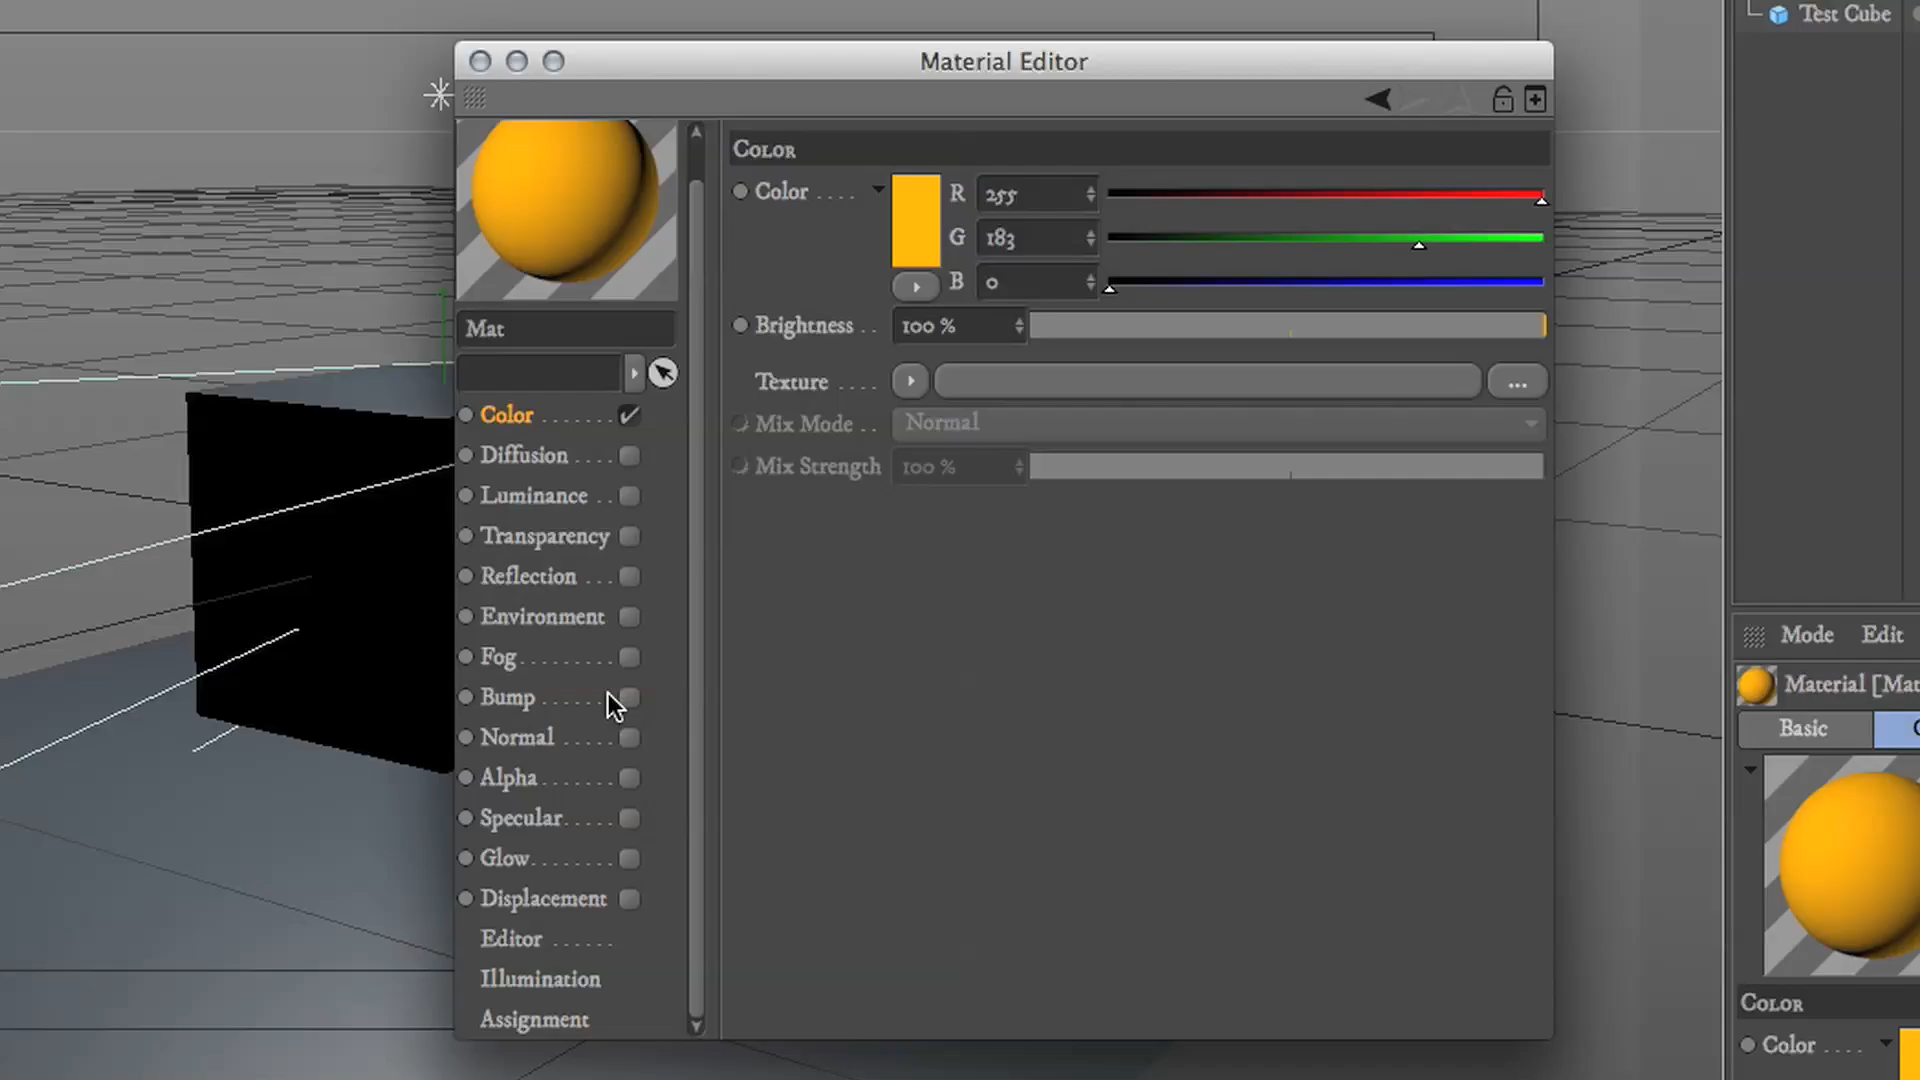 Test Cube
Material Editor
Color
Color ....
R 255
G 183
B 0
Mat
Brightness .. 100 %
Texture .... ...
Mix Mode .. Normal
Mix Strength 100 %
Color .......
Diffusion ....
Luminance ..
Transparency
Reflection ...
Environment
Fog ........
Bump ......
Normal .....
Alpha .......
Specular .....
Glow ........
Displacement
Editor ......
Illumination
Assignment
Mode Edit
Material [Mat
Basic
Color
Color ....